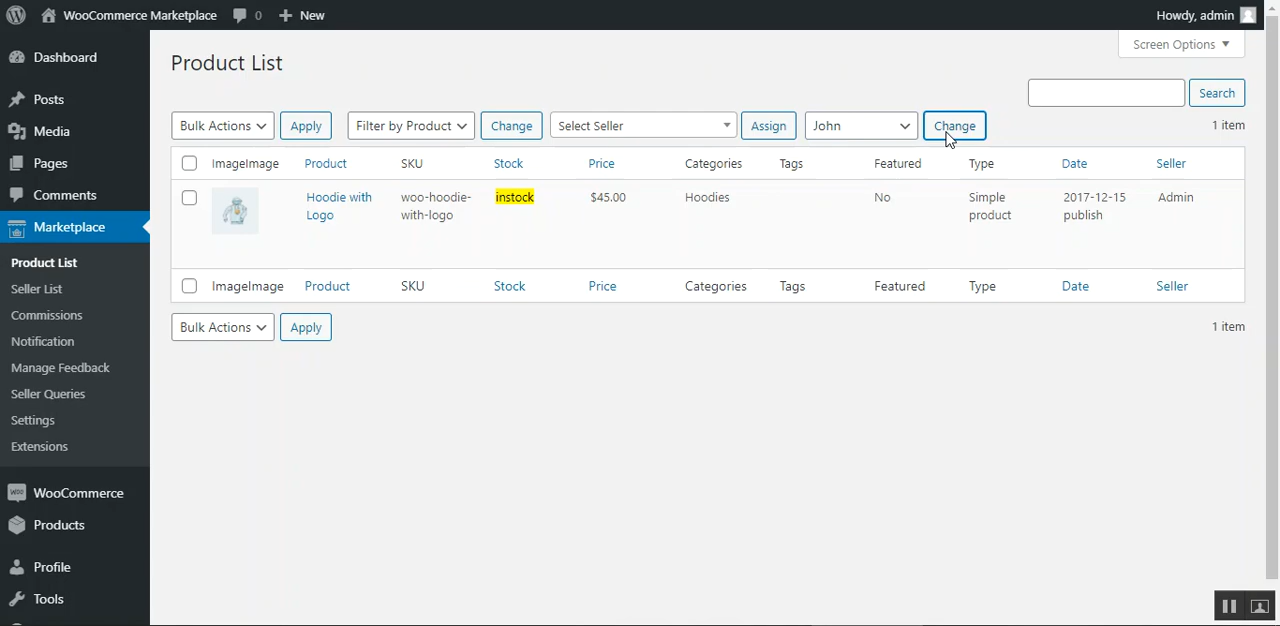 WooCommerce Marketplace 0 New Howdy, admin
Screen Options
Product List
Search
Bulk Actions Apply Filter by Product Change Select Seller Assign John Change 1 item
ImageImage Product SKU Stock Price Categories Tags Featured Type Date Seller
Hoodie with Logo woo-hoodie-with-logo instock $45.00 Hoodies No Simple product 2017-12-15 publish Admin
ImageImage Product SKU Stock Price Categories Tags Featured Type Date Seller
Bulk Actions Apply 1 item
Dashboard
Posts
Media
Pages
Comments
Marketplace
Product List
Seller List
Commissions
Notification
Manage Feedback
Seller Queries
Settings
Extensions
WOO WooCommerce
Products
Profile
Tools